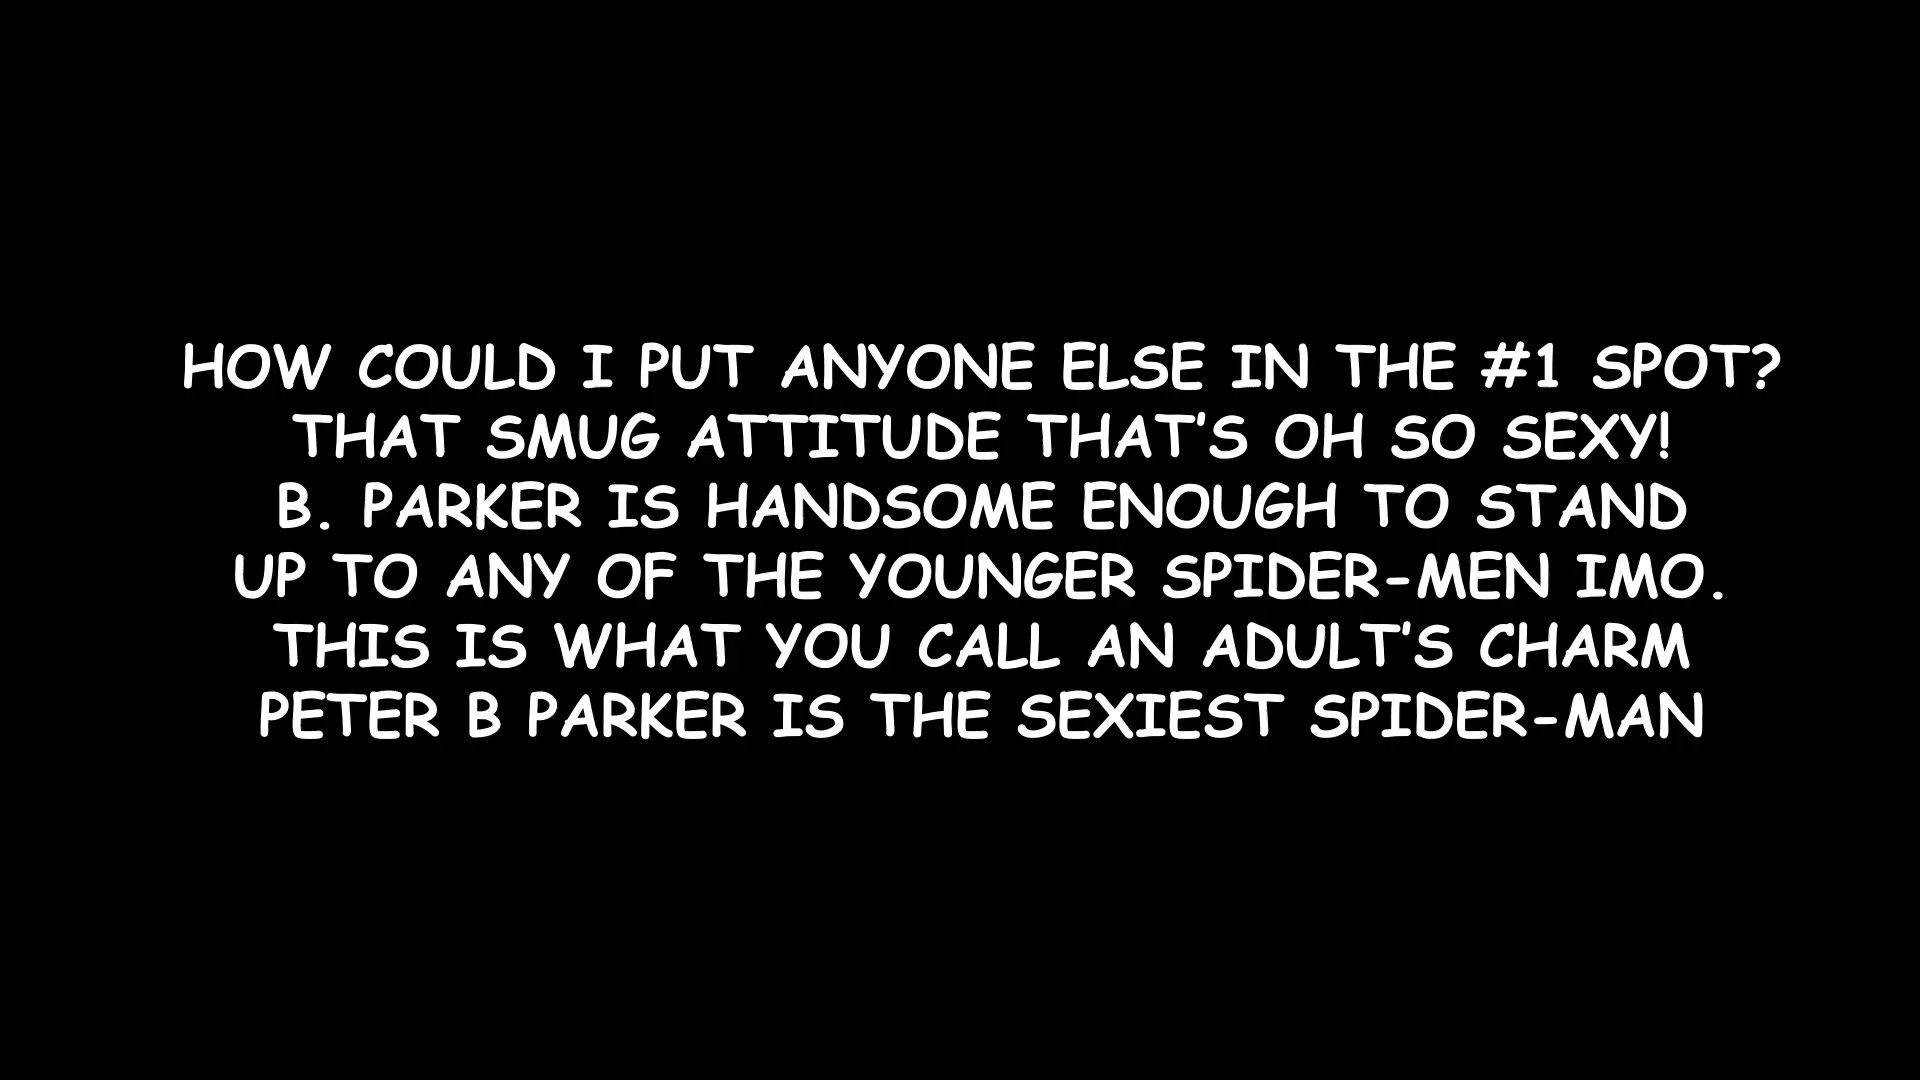 HOW COULD I PUT ANYONE ELSE IN THE #1 SPOT?
THAT SMUG ATTITUDE THAT'S OH SO SEXY!
B. PARKER IS HANDSOME ENOUGH TO STAND
UP TO ANY OF THE YOUNGER SPIDER-MEN IMO.
THIS IS WHAT YOU CALL AN ADULT'S CHARM
PETER B PARKER IS THE SEXIEST SPIDER-MAN